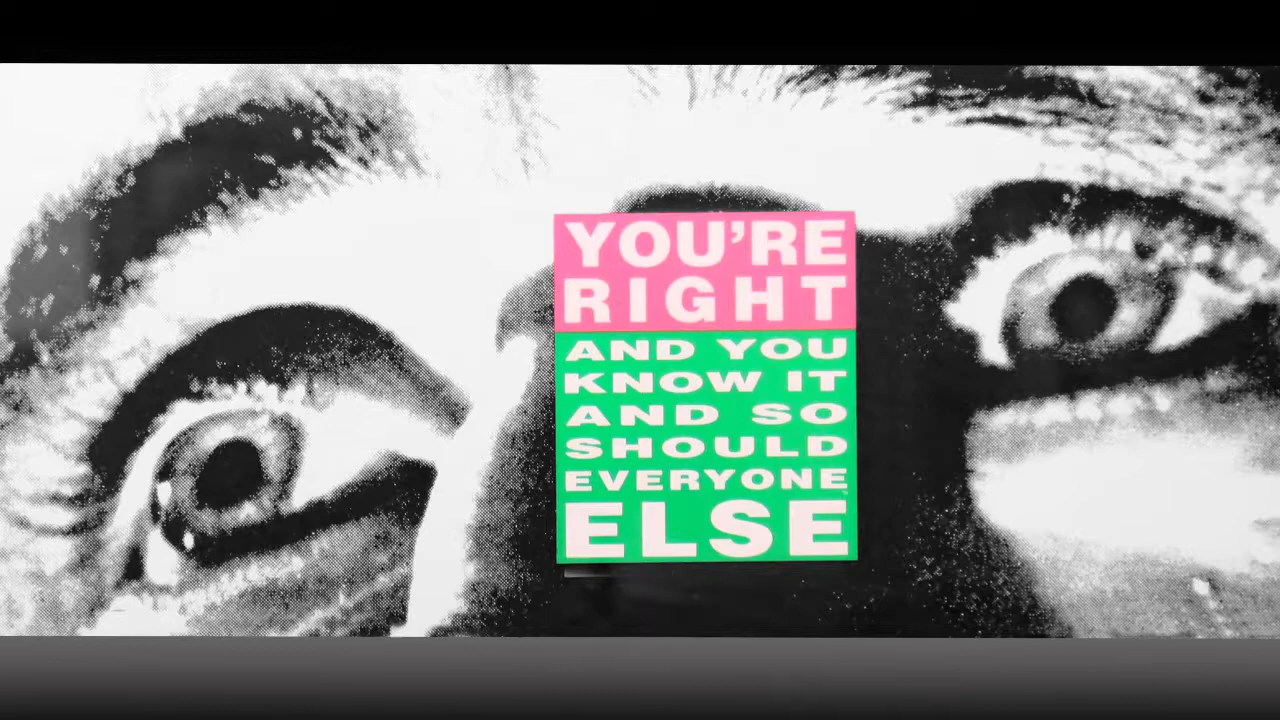 YOU'RE
RIGHT
AND YOU
KNOW IT
AND SO
SHOULD
EVERYONE
ELSE